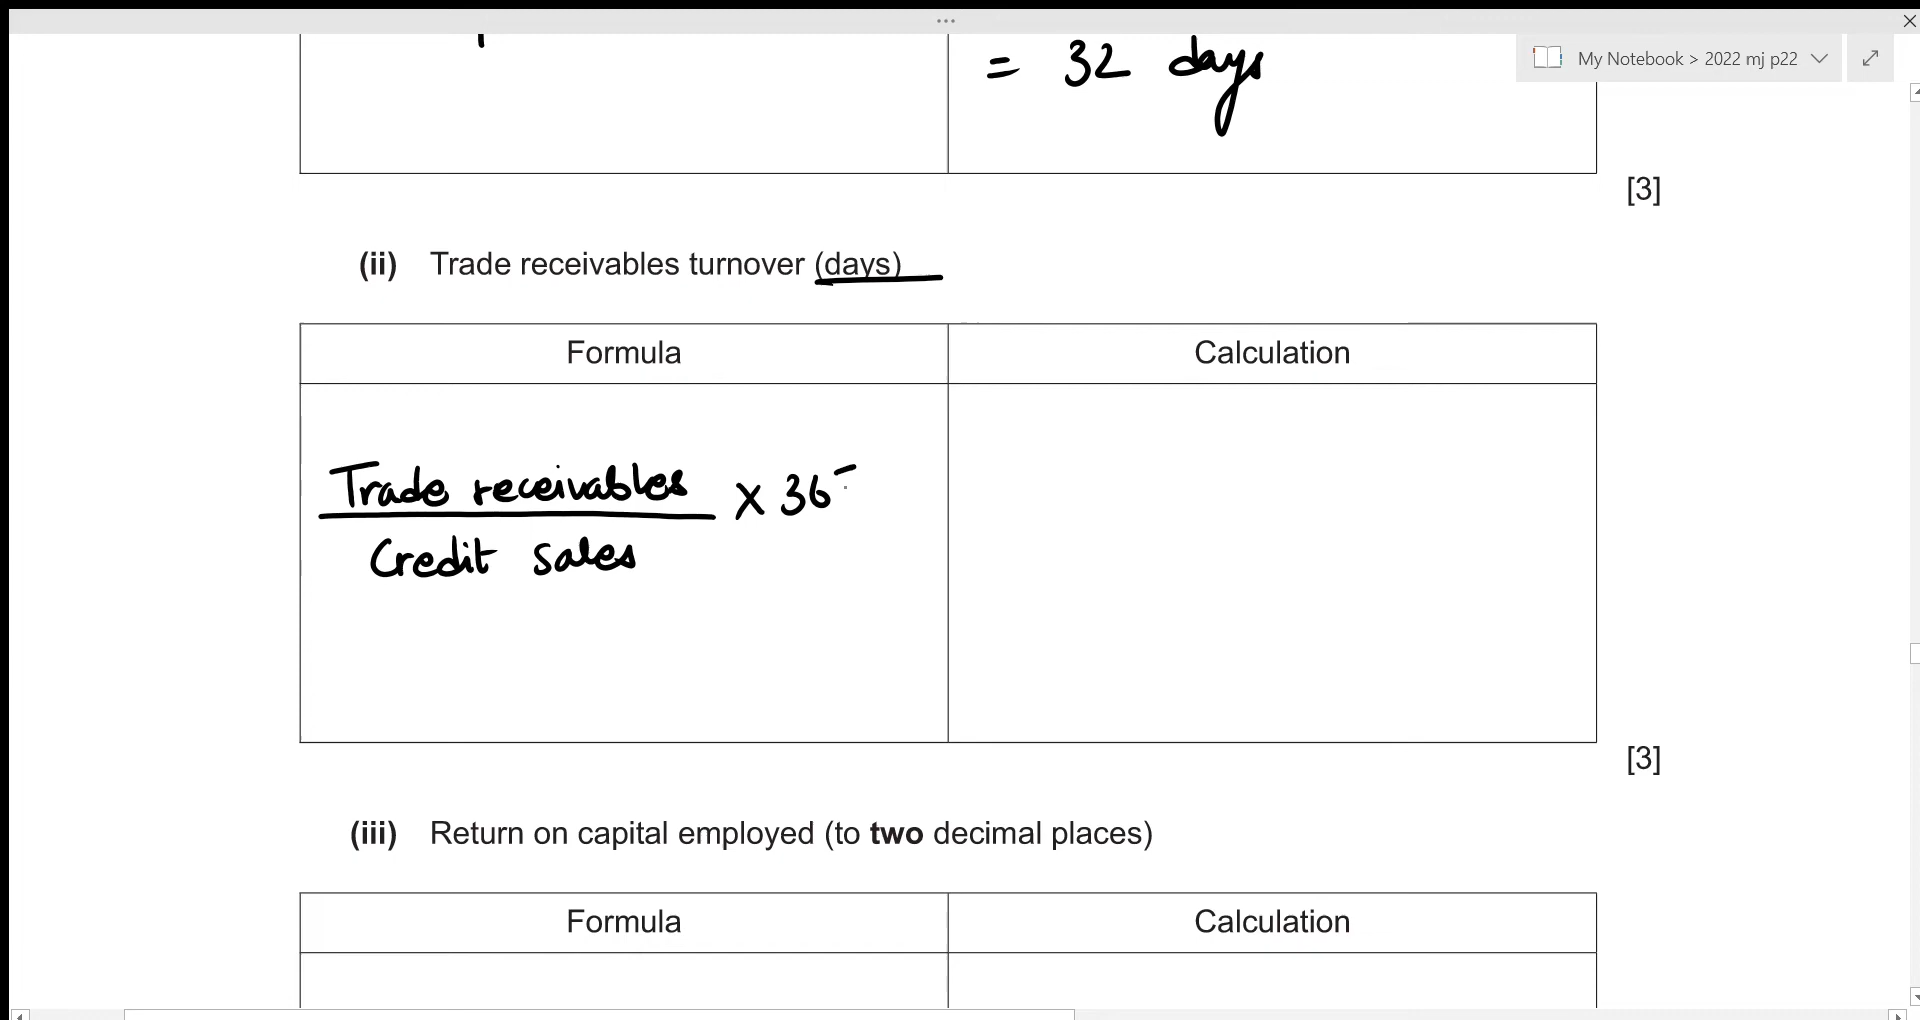 ...
My Notebook > 2022 mj p22
= 32 days
[3]
(ii) Trade receivables turnover (days)
Formula Calculation
Trade receivables × 36
Credit sales
[3]
(iii) Return on capital employed (to two decimal places)
Formula Calculation